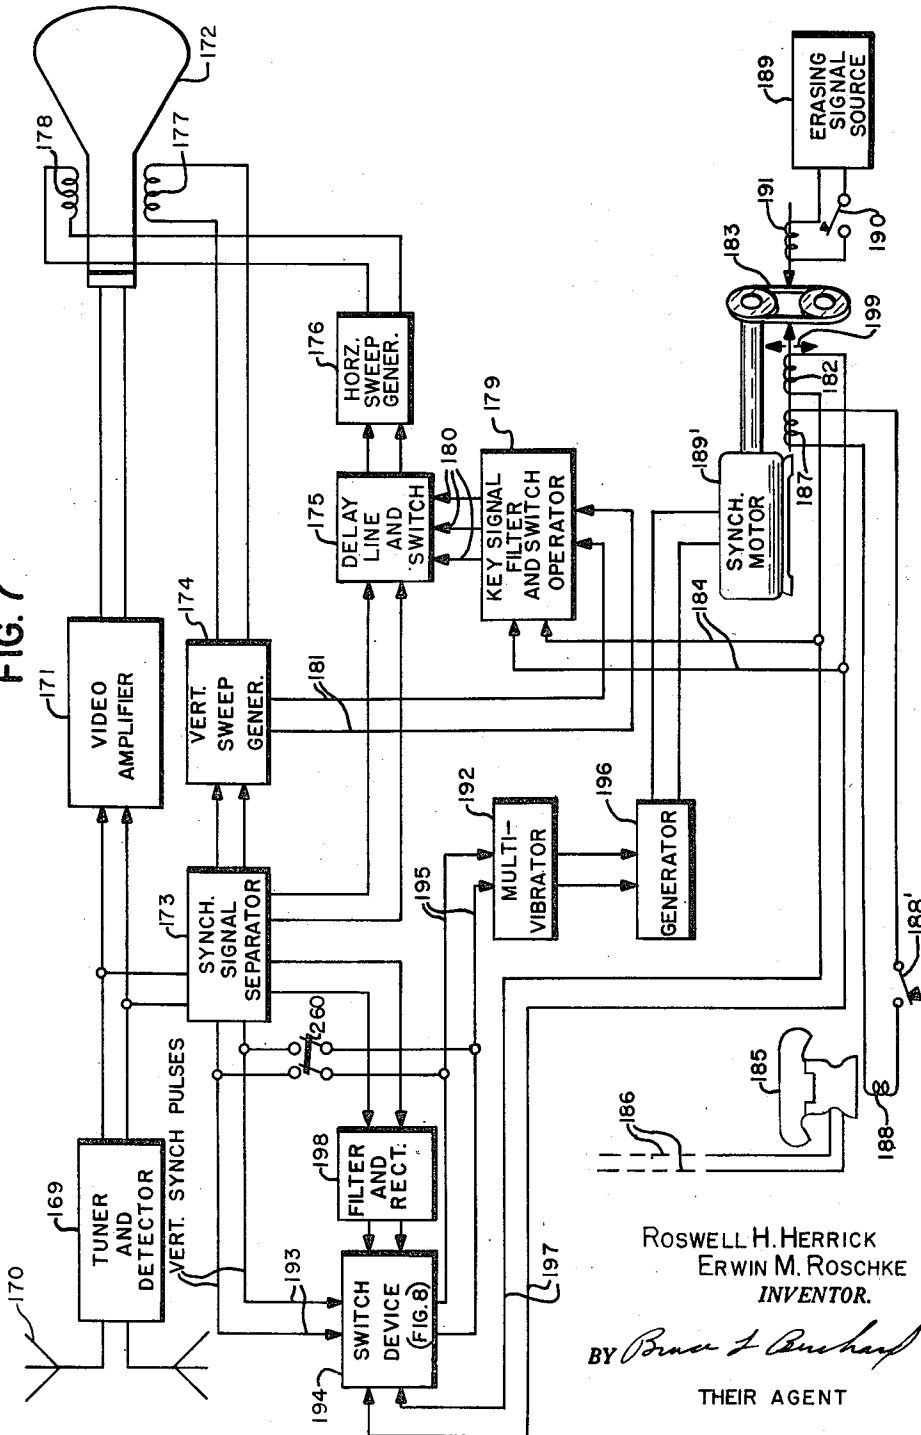 FIG. 7
170
169
TUNER
AND
DETECTOR
VERT. SYNCH PULSES
171
VIDEO
AMPLIFIER
172
178
177
173
SYNCH.
SIGNAL
SEPARATOR
174
VERT.
SWEEP
GENER.
181
175
DELAY
LINE
AND
SWITCH
176
HORZ.
SWEEP
GENER.
180
179
KEY SIGNAL
FILTER
AND SWITCH
OPERATOR
260
198
FILTER
AND
RECT.
193
194
SWITCH
DEVICE
(FIG. 8)
195
192
MULTI-
VIBRATOR
196
GENERATOR
184
189'
SYNCH.
MOTOR
183
199
182
187
191
190
189
ERASING
SIGNAL
SOURCE
197
186
185
188
188'
ROSWELL H. HERRICK
ERWIN M. ROSCHKE
INVENTOR.
BY
THEIR AGENT